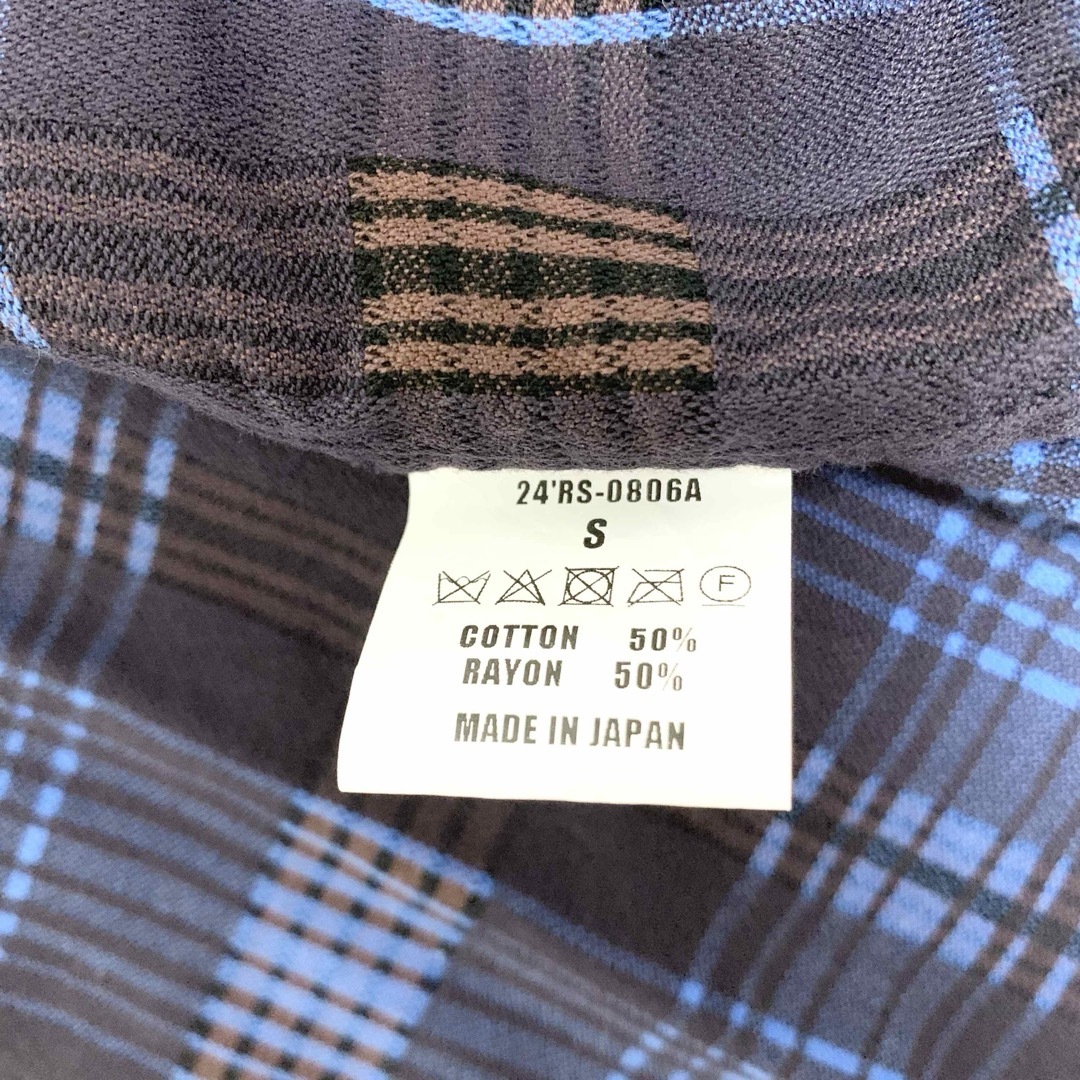 24'RS-0806A
S
F
COTTON 50%
RAYON 50%
MADE IN JAPAN